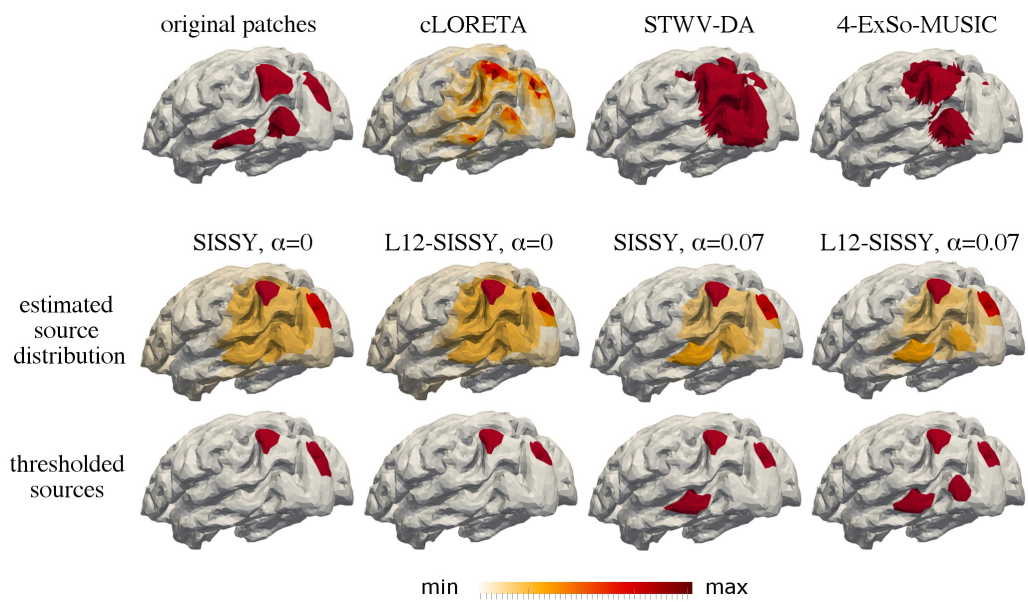 original patches
cLORETA
STWV-DA
4-ExSo-MUSIC
SISSY, α=0
L12-SISSY, α=0
SISSY, α=0.07
L12-SISSY, α=0.07
estimated
source
distribution
thresholded
sources
min
max